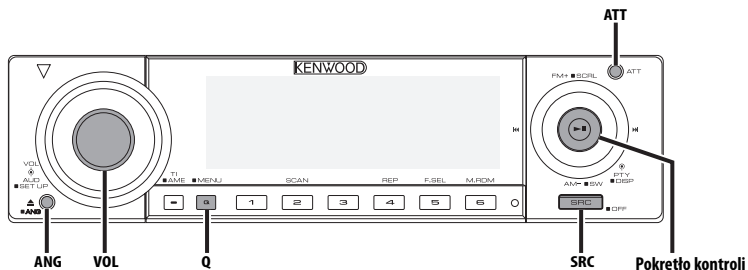 ATT
KENWOOD
FM+ ■SCRL
ATT
VOL
AUD
■SET UP
TI
■AME
■MENU
SCAN
REP
F.SEL
M.RDM
AM– ■SW
PTY
■DISP
■ANG
Q
1
2
3
4
5
6
SRC
■OFF
ANG
VOL
Q
SRC
Pokrętło kontroli